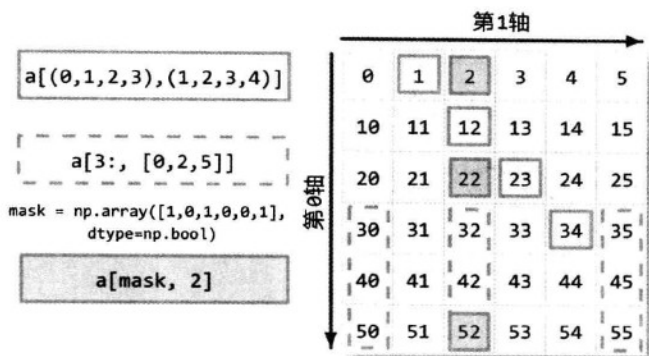 第1轴
a[(0,1,2,3),(1,2,3,4)]
a[3:, [0,2,5]]
mask = np.array([1,0,1,0,0,1],
dtype=np.bool)
a[mask, 2]
第0轴
0 1 2 3 4 5
10 11 12 13 14 15
20 21 22 23 24 25
30 31 32 33 34 35
40 41 42 43 44 45
50 51 52 53 54 55